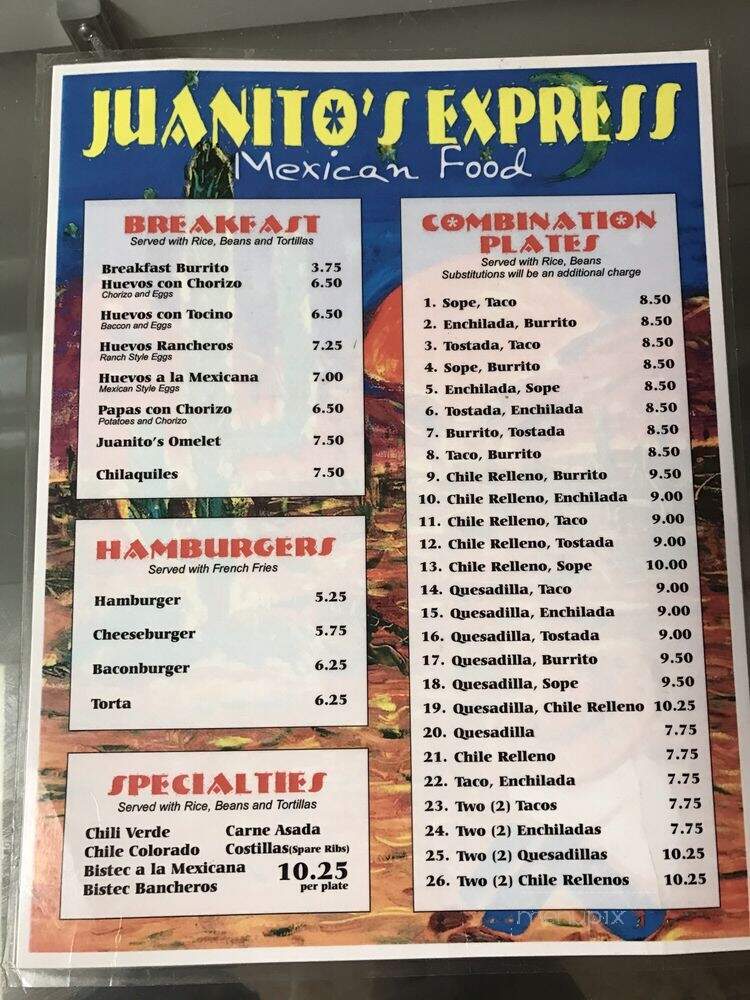 JUANITO'S EXPRESS
Mexican Food
BREAKFAST
Served with Rice, Beans and Tortillas
Breakfast Burrito 3.75
Huevos con Chorizo 6.50
Chorizo and Eggs
Huevos con Tocino 6.50
Baccon and Eggs
Huevos Rancheros 7.25
Ranch Style Eggs
Huevos a la Mexicana 7.00
Mexican Style Eggs
Papas con Chorizo 6.50
Potatoes and Chorizo
Juanito's Omelet 7.50
Chilaquiles 7.50
HAMBURGERS
Served with French Fries
Hamburger 5.25
Cheeseburger 5.75
Baconburger 6.25
Torta 6.25
SPECIALTIES
Served with Rice, Beans and Tortillas
Chili Verde Carne Asada
Chile Colorado Costillas(Spare Ribs)
Bistec a la Mexicana 10.25
Bistec Bancheros per plate
COMBINATION
PLATES
Served with Rice, Beans
Substitutions will be an additional charge
1. Sope, Taco 8.50
2. Enchilada, Burrito 8.50
3. Tostada, Taco 8.50
4. Sope, Burrito 8.50
5. Enchilada, Sope 8.50
6. Tostada, Enchilada 8.50
7. Burrito, Tostada 8.50
8. Taco, Burrito 8.50
9. Chile Relleno, Burrito 9.50
10. Chile Relleno, Enchilada 9.00
11. Chile Relleno, Taco 9.00
12. Chile Relleno, Tostada 9.00
13. Chile Relleno, Sope 10.00
14. Quesadilla, Taco 9.00
15. Quesadilla, Enchilada 9.00
16. Quesadilla, Tostada 9.00
17. Quesadilla, Burrito 9.50
18. Quesadilla, Sope 9.50
19. Quesadilla, Chile Relleno 10.25
20. Quesadilla 7.75
21. Chile Relleno 7.75
22. Taco, Enchilada 7.75
23. Two (2) Tacos 7.75
24. Two (2) Enchiladas 7.75
25. Two (2) Quesadillas 10.25
26. Two (2) Chile Rellenos 10.25
menupix